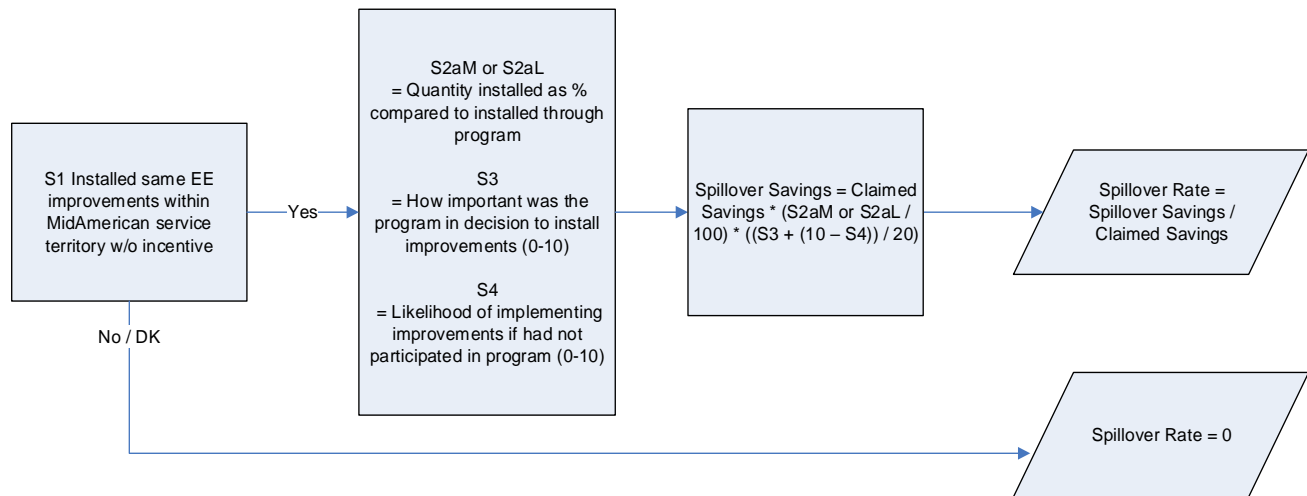 S1 Installed same EE
improvements within
MidAmerican service
territory w/o incentive
Yes
No / DK
S2aM or S2aL
= Quantity installed as %
compared to installed through
program
S3
= How important was the
program in decision to install
improvements (0-10)
S4
= Likelihood of implementing
improvements if had not
participated in program (0-10)
Spillover Savings = Claimed
Savings * (S2aM or S2aL /
100) * ((S3 + (10 – S4)) / 20)
Spillover Rate =
Spillover Savings /
Claimed Savings
Spillover Rate = 0